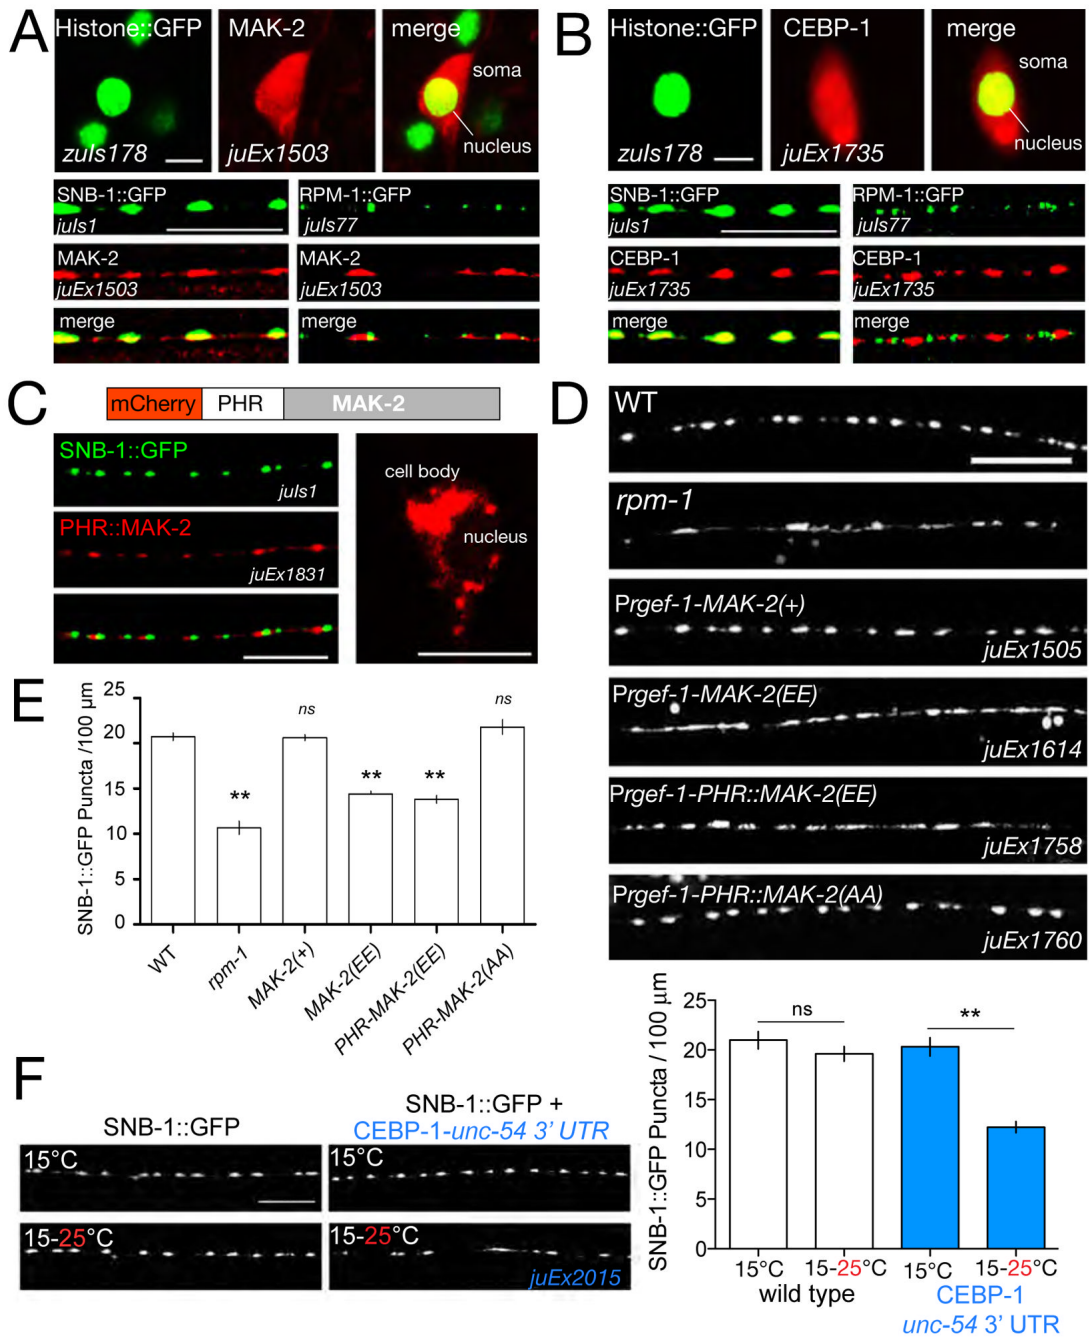 A
Histone::GFP
MAK-2
merge
soma
nucleus
zuIs178
juEx1503
SNB-1::GFP
juIs1
RPM-1::GFP
juIs77
MAK-2
juEx1503
MAK-2
juEx1503
merge
merge
B
Histone::GFP
CEBP-1
merge
soma
nucleus
zuIs178
juEx1735
SNB-1::GFP
juIs1
RPM-1::GFP
juIs77
CEBP-1
juEx1735
CEBP-1
juEx1735
merge
merge
C
mCherry PHR MAK-2
SNB-1::GFP
juIs1
PHR::MAK-2
juEx1831
cell body
nucleus
D
WT
rpm-1
Prgef-1-MAK-2(+)
juEx1505
Prgef-1-MAK-2(EE)
juEx1614
Prgef-1-PHR::MAK-2(EE)
juEx1758
Prgef-1-PHR::MAK-2(AA)
juEx1760
E
SNB-1::GFP Puncta /100 µm
25
20
15
10
5
0
**
ns
**
**
ns
WT
rpm-1
MAK-2(+)
MAK-2(EE)
PHR-MAK-2(EE)
PHR-MAK-2(AA)
F
SNB-1::GFP
SNB-1::GFP +
CEBP-1-unc-54 3' UTR
15°C
15°C
15-25°C
15-25°C
juEx2015
SNB-1::GFP Puncta / 100 µm
25
20
15
10
5
0
ns
**
15°C
15-25°C
15°C
15-25°C
wild type
CEBP-1
unc-54 3' UTR